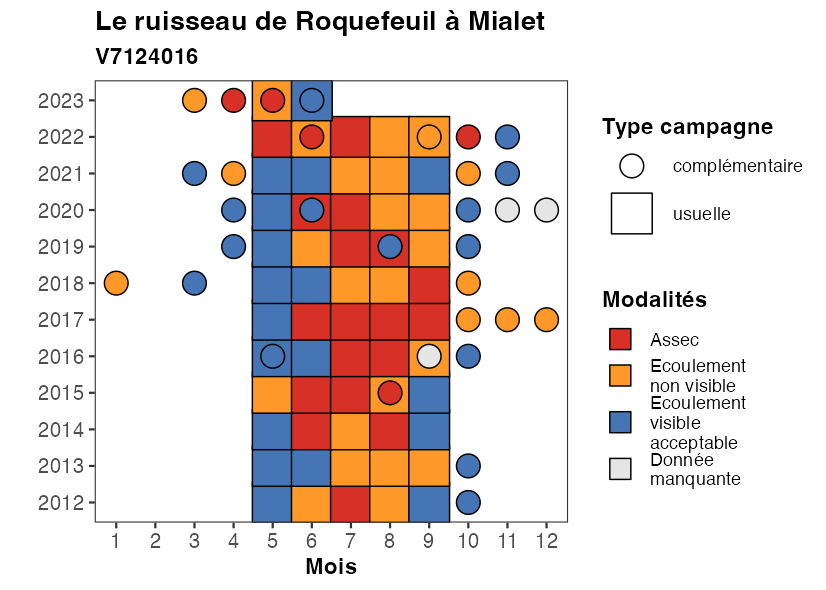 Le ruisseau de Roquefeuil à Mialet
V7124016
2023
2022
2021
2020
2019
2018
2017
2016
2015
2014
2013
2012
1 2 3 4 5 6 7 8 9 10 11 12
Mois
Type campagne
complémentaire
usuelle
Modalités
Assec
Ecoulement
non visible
Ecoulement
visible
acceptable
Donnée
manquante